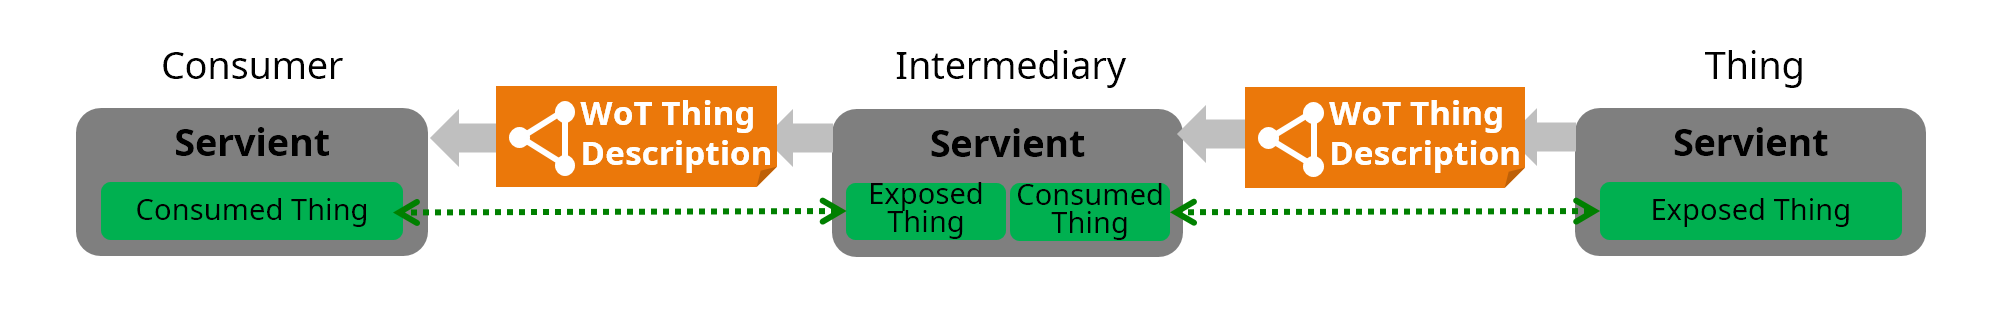 Consumer
Intermediary
Thing
Servient
WoT Thing
Description
Servient
WoT Thing
Description
Servient
Consumed Thing
Exposed
Thing
Consumed
Thing
Exposed Thing